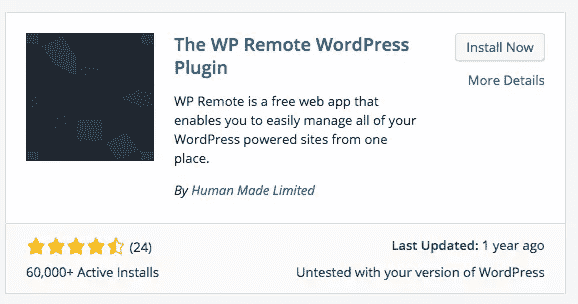 The WP Remote WordPress
Plugin
Install Now
More Details
WP Remote is a free web app that
enables you to easily manage all of your
WordPress powered sites from one
place.
By Human Made Limited
(24)
Last Updated: 1 year ago
60,000+ Active Installs
Untested with your version of WordPress